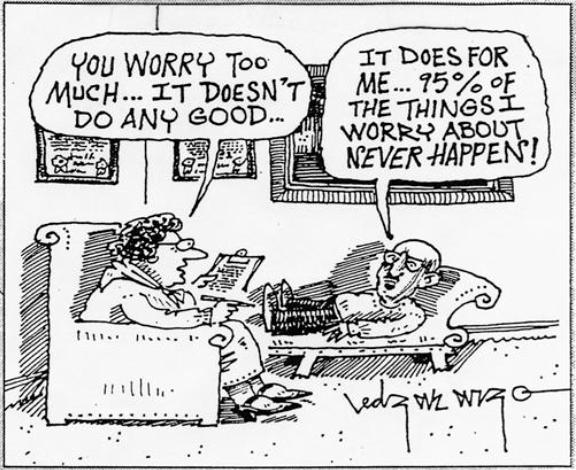 YOU WORRY TOO
MUCH... IT DOESN'T
DO ANY GOOD...
IT DOES FOR
ME... 95% OF
THE THINGS I
WORRY ABOUT
NEVER HAPPEN!